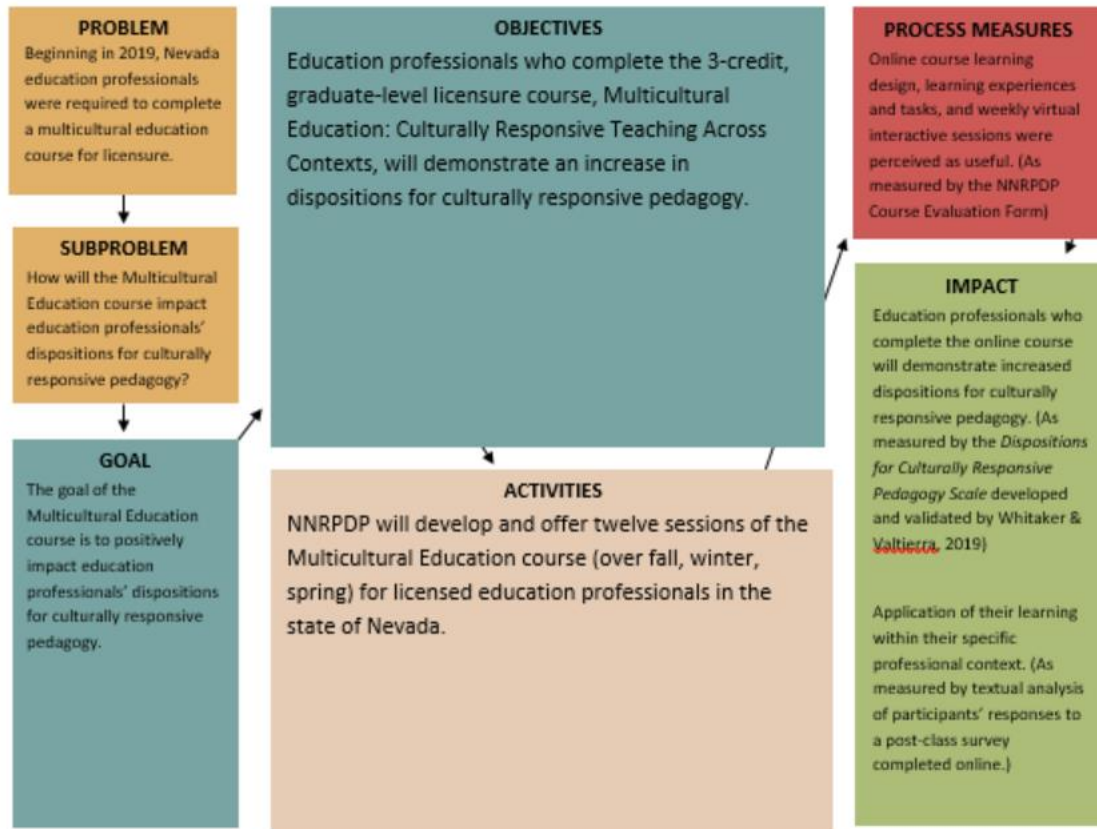 PROBLEM
Beginning in 2019, Nevada
education professionals
were required to complete
a multicultural education
course for licensure.
SUBPROBLEM
How will the Multicultural
Education course impact
education professionals'
dispositions for culturally
responsive pedagogy?
GOAL
The goal of the
Multicultural Education
course is to positively
impact education
professionals' dispositions
for culturally responsive
pedagogy.
OBJECTIVES
Education professionals who complete the 3-credit,
graduate-level licensure course, Multicultural
Education: Culturally Responsive Teaching Across
Contexts, will demonstrate an increase in
dispositions for culturally responsive pedagogy.
ACTIVITIES
NNRPDP will develop and offer twelve sessions of the
Multicultural Education course (over fall, winter,
spring) for licensed education professionals in the
state of Nevada.
PROCESS MEASURES
Online course learning
design, learning experiences
and tasks, and weekly virtual
interactive sessions were
perceived as useful. (As
measured by the NNRPDP
Course Evaluation Form)
IMPACT
Education professionals who
complete the online course
will demonstrate increased
dispositions for culturally
responsive pedagogy. (As
measured by the Dispositions
for Culturally Responsive
Pedagogy Scale developed
and validated by Whitaker &
Valtierra, 2019)
Application of their learning
within their specific
professional context. (As
measured by textual analysis
of participants' responses to
a post-class survey
completed online.)